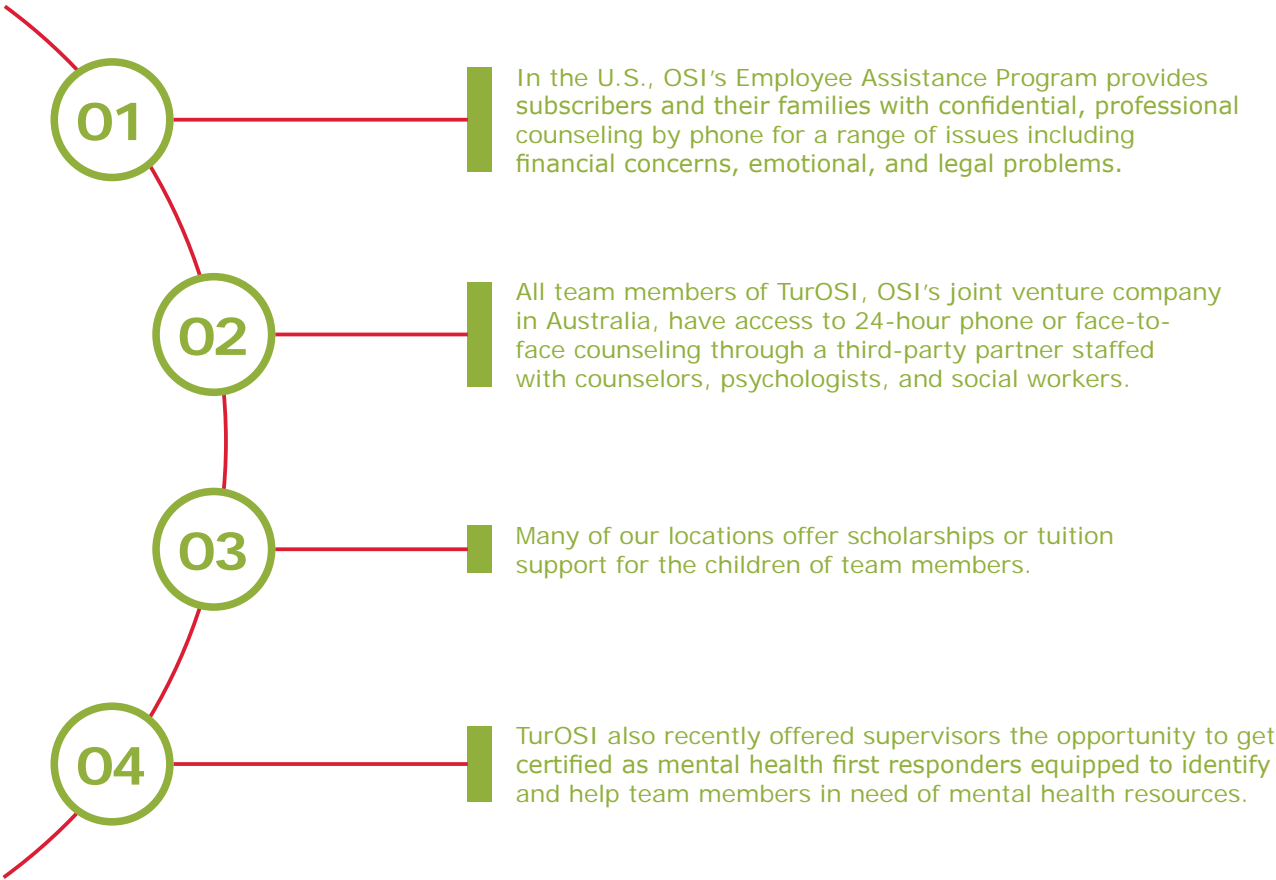 01
In the U.S., OSI’s Employee Assistance Program provides
subscribers and their families with confidential, professional
counseling by phone for a range of issues including
financial concerns, emotional, and legal problems.
02
All team members of TurOSI, OSI’s joint venture company
in Australia, have access to 24-hour phone or face-to-
face counseling through a third-party partner staffed
with counselors, psychologists, and social workers.
03
Many of our locations offer scholarships or tuition
support for the children of team members.
04
TurOSI also recently offered supervisors the opportunity to get
certified as mental health first responders equipped to identify
and help team members in need of mental health resources.